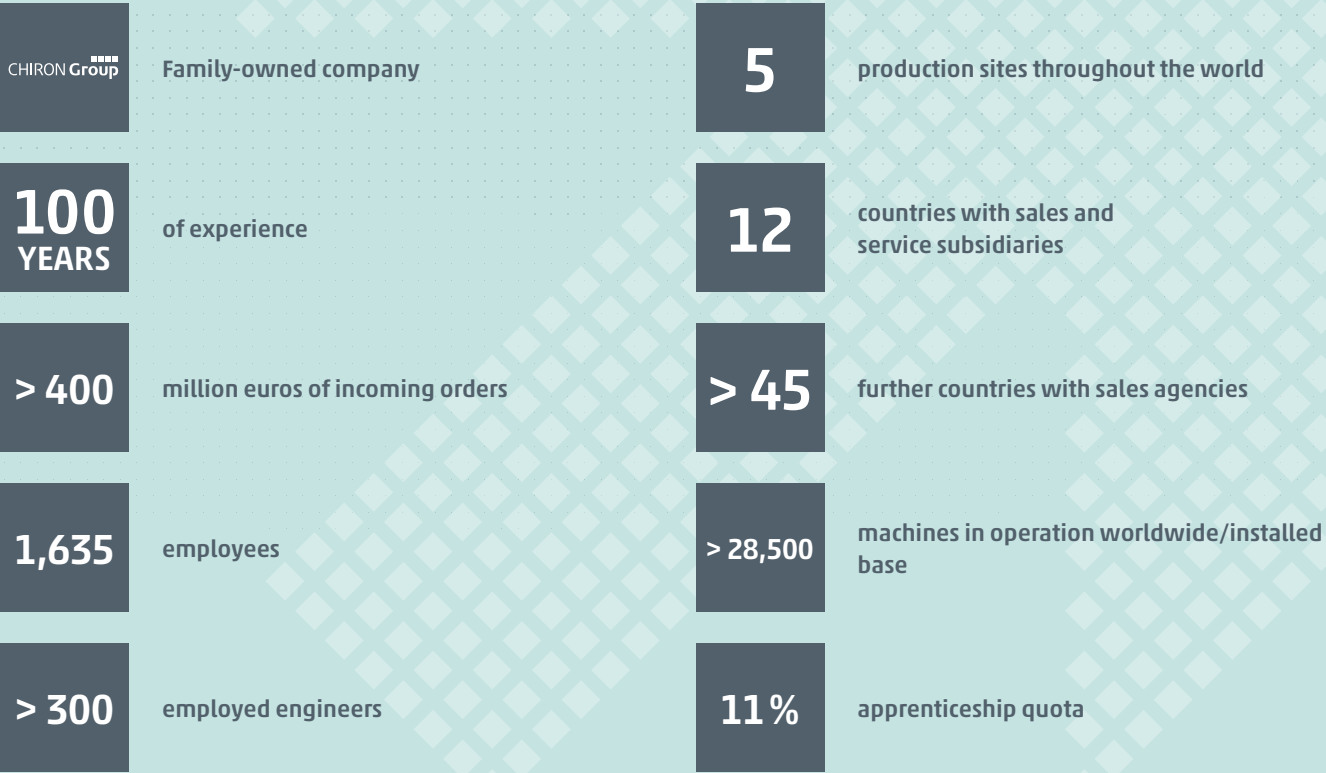 CHIRON Group
Family-owned company
100
YEARS
of experience
> 400
million euros of incoming orders
1,635
employees
> 300
employed engineers
5
production sites throughout the world
12
countries with sales and
service subsidiaries
> 45
further countries with sales agencies
> 28,500
machines in operation worldwide/installed
base
11 %
apprenticeship quota